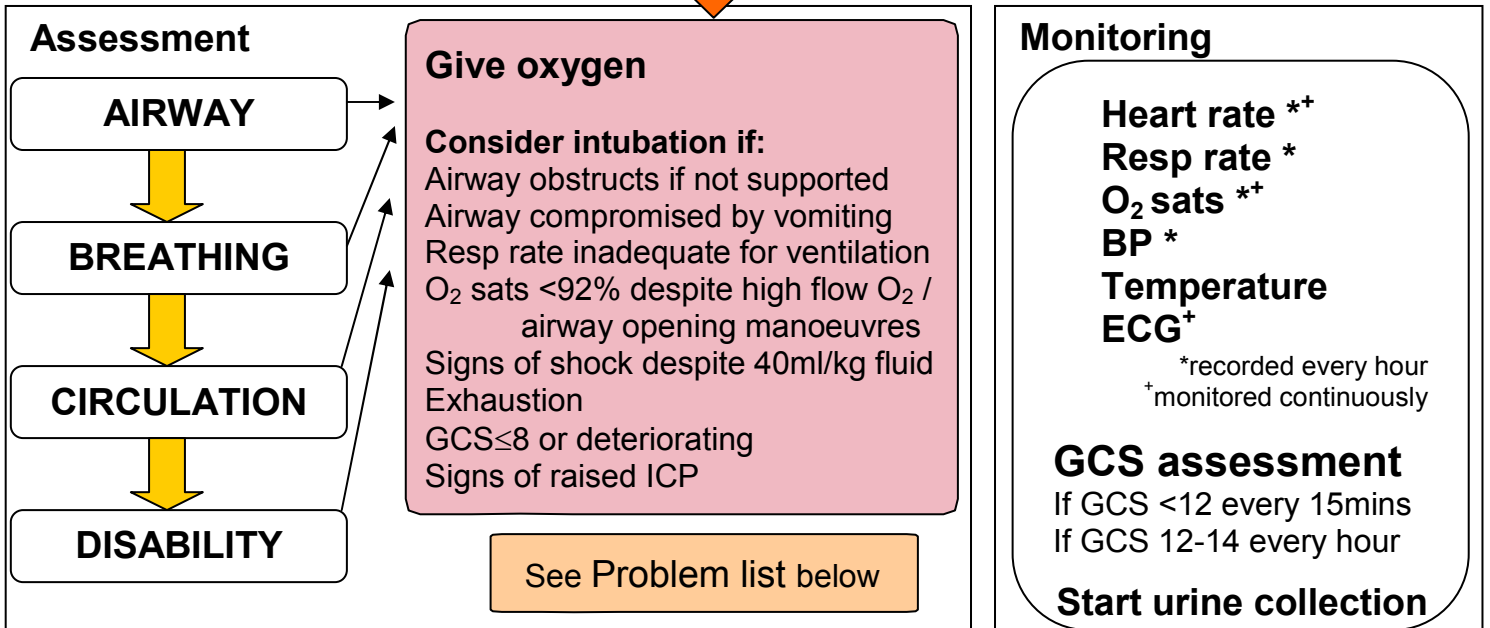 Assessment
AIRWAY
BREATHING
CIRCULATION
DISABILITY
Give oxygen
Consider intubation if:
Airway obstructs if not supported
Airway compromised by vomiting
Resp rate inadequate for ventilation
O₂ sats <92% despite high flow O₂ /
airway opening manoeuvres
Signs of shock despite 40ml/kg fluid
Exhaustion
GCS≤8 or deteriorating
Signs of raised ICP
See Problem list below
Monitoring
Heart rate *⁺
Resp rate *
O₂ sats *⁺
BP *
Temperature
ECG⁺
*recorded every hour
⁺monitored continuously
GCS assessment
If GCS <12 every 15mins
If GCS 12-14 every hour
Start urine collection